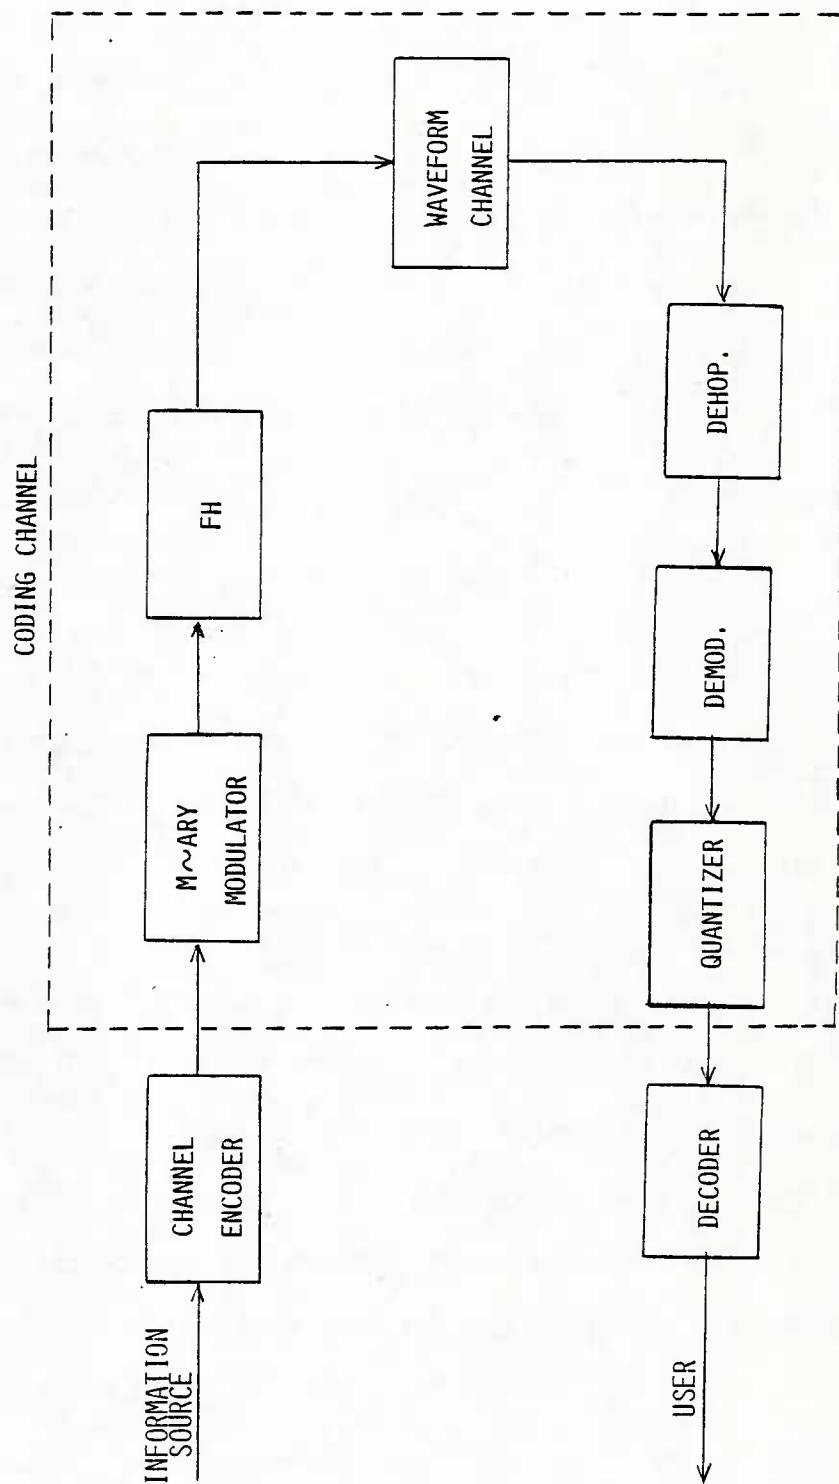 CODING CHANNEL
INFORMATION
SOURCE
CHANNEL
ENCODER
M~ARY
MODULATOR
FH
WAVEFORM
CHANNEL
DEHOP.
DEMOD.
QUANTIZER
DECODER
USER